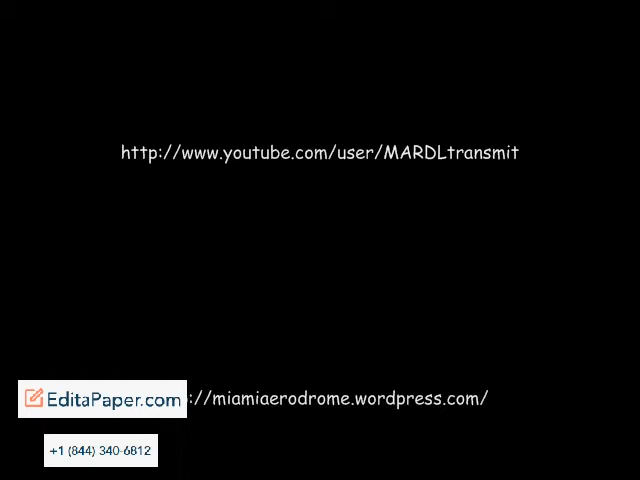 http://www.youtube.com/user/MARDLtransmit
EditaPaper.com ://miamiaerodrome.wordpress.com/
+1 (844) 340-6812